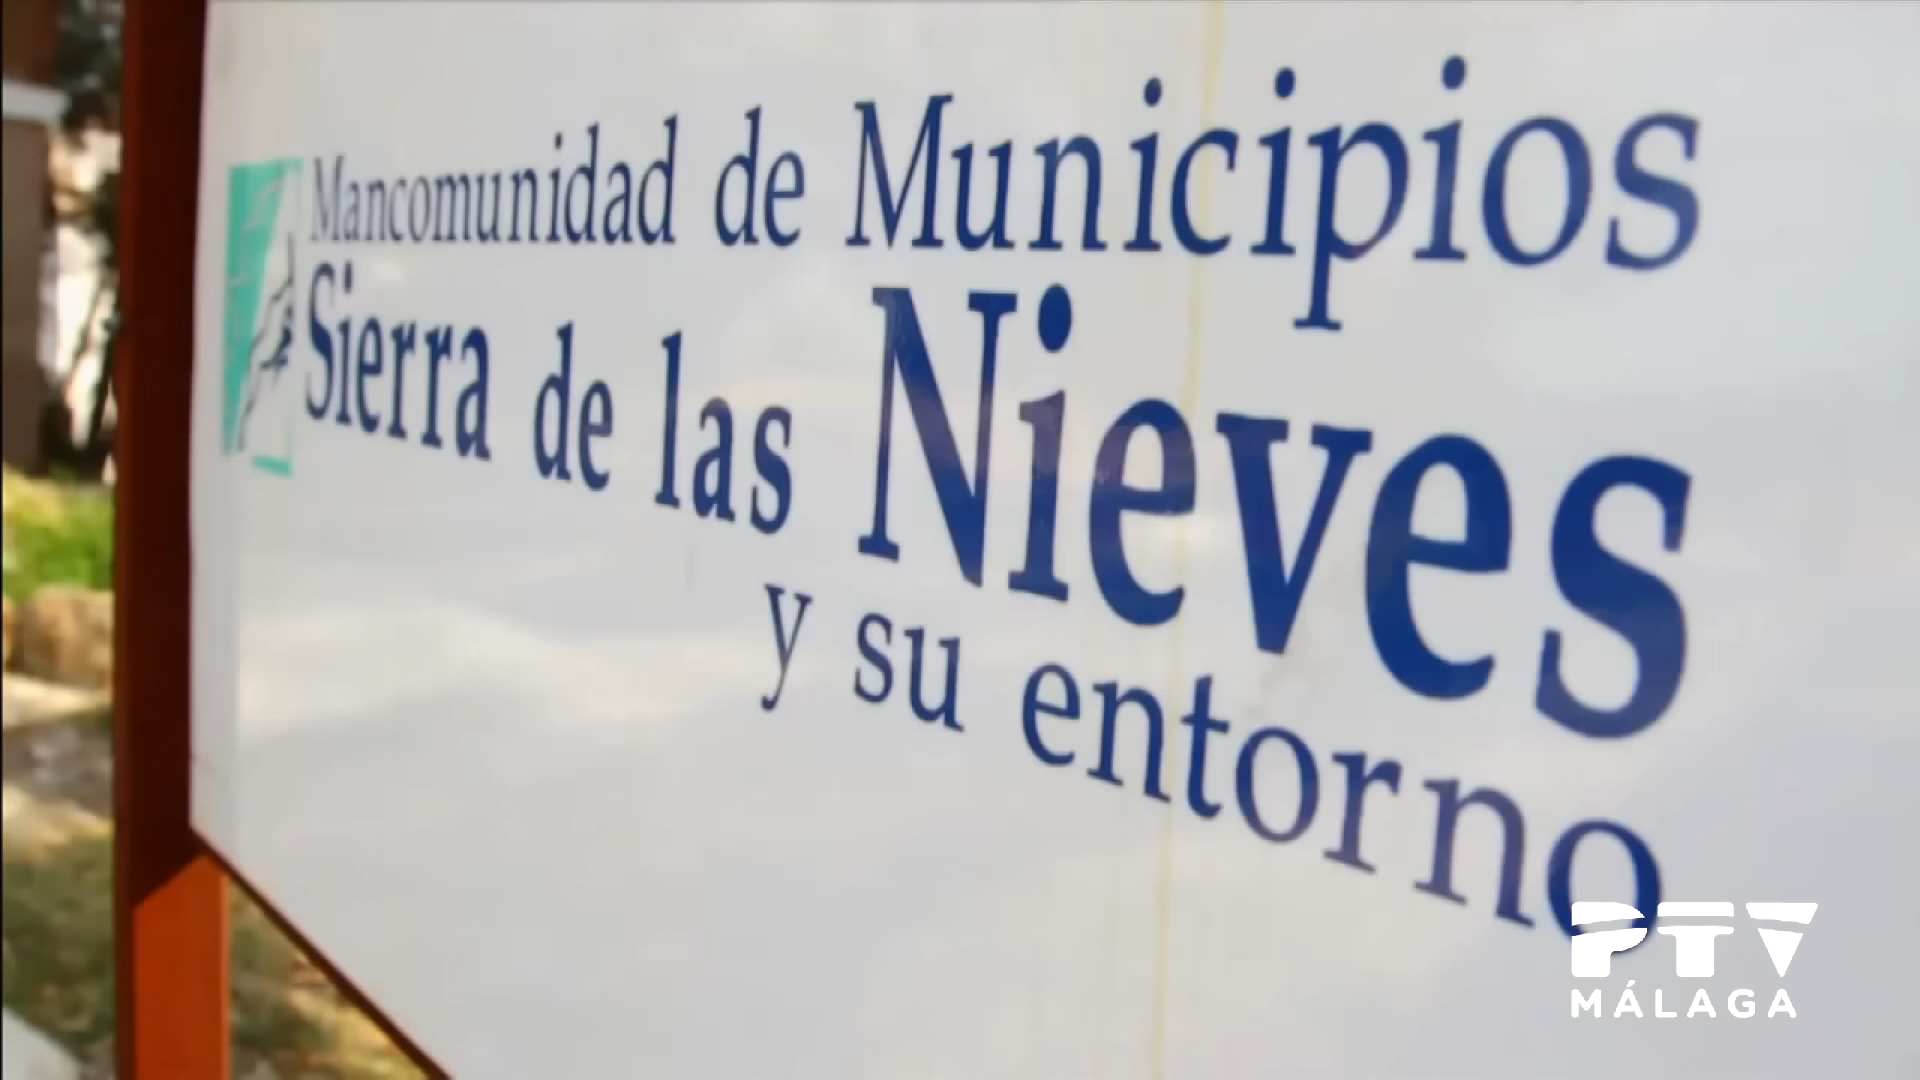 Mancomunidad de Municipios
Sierra de las Nieves
y su entorno
PTV
MÁLAGA